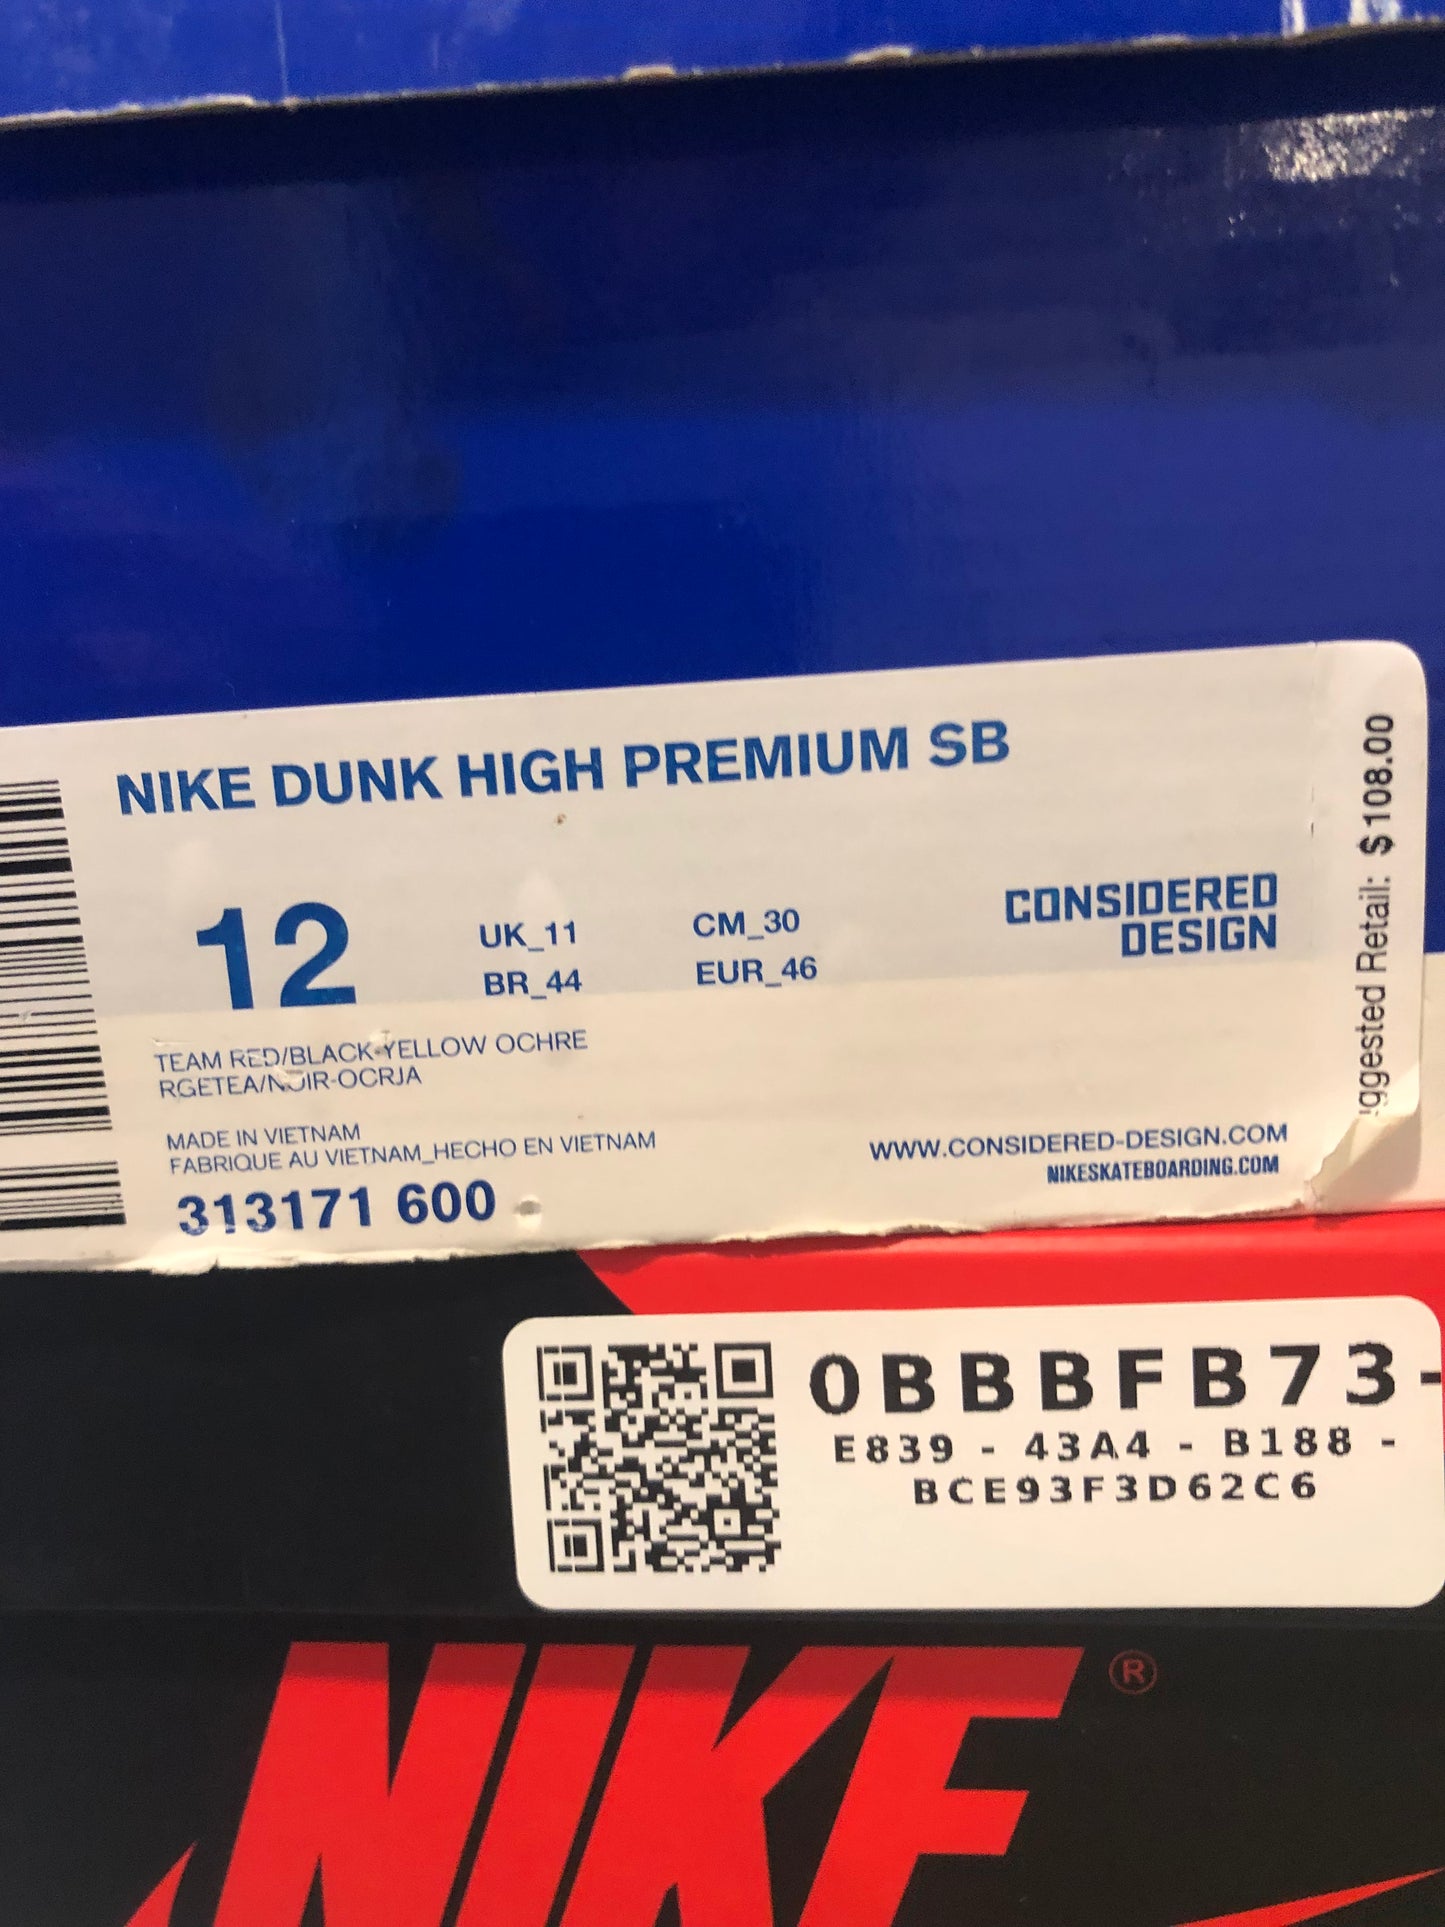 NIKE DUNK HIGH PREMIUM SB
12
UK_11
CM_30
BR_44
EUR_46
CONSIDERED
DESIGN
TEAM RED/BLACK-YELLOW OCHRE
RGETEA/NOIR-OCRJA
MADE IN VIETNAM
FABRIQUE AU VIETNAM_HECHO EN VIETNAM
313171 600
WWW.CONSIDERED-DESIGN.COM
NIKESKATEBOARDING.COM
ggested Retail: $108.00
0BBBFB73-
E839 - 43A4 - B188 -
BCE93F3D62C6
NIKE ®